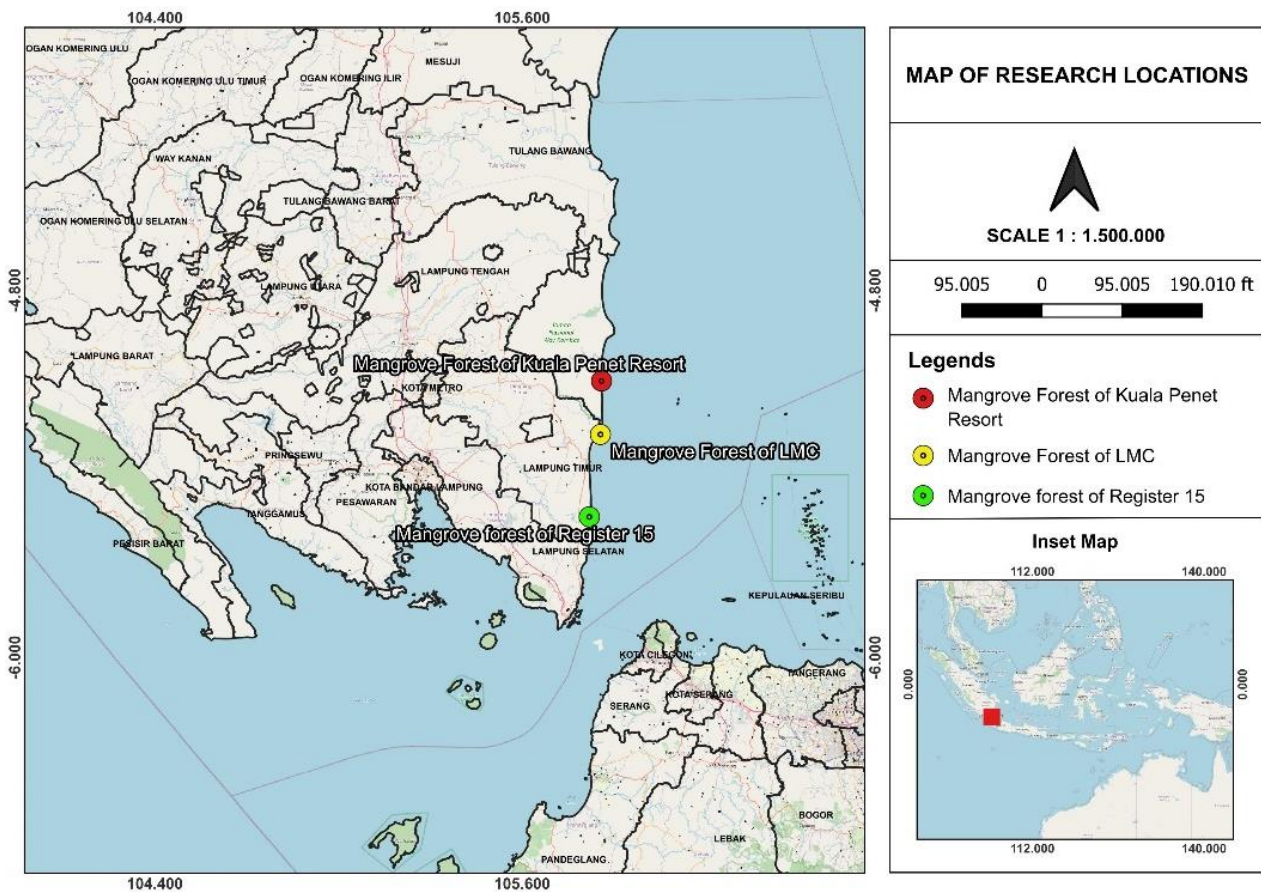 104.400
105.600
OGAN KOMERING ULU
MESUJI
OGAN KOMERING ULU TIMUR
OGAN KOMERING ILIR
TULANG BAWANG
WAY KANAN
TULANG BAWANG BARAT
OGAN KOMERING ULU SELATAN
LAMPUNG TENGAH
-4.800
-4.800
LAMPUNG UTARA
LAMPUNG BARAT
Mangrove Forest of Kuala Penet Resort
KOTA METRO
Mangrove Forest of LMC
PRINGSEWU
LAMPUNG TIMUR
KOTA BANDAR LAMPUNG
PESAWARAN
TANGGAMUS
Mangrove forest of Register 15
PESISIR BARAT
LAMPUNG SELATAN
KEPULAUAN SERIBU
-6.000
-6.000
KOTA CILEGON
TANGERANG
KOTA SERANG
SERANG
BOGOR
LEBAK
PANDEGLANG
104.400
105.600
MAP OF RESEARCH LOCATIONS
SCALE 1 : 1.500.000
95.005 0 95.005 190.010 ft
Legends
Mangrove Forest of Kuala Penet
Resort
Mangrove Forest of LMC
Mangrove forest of Register 15
Inset Map
112.000 140.000
0.000 0.000
112.000 140.000